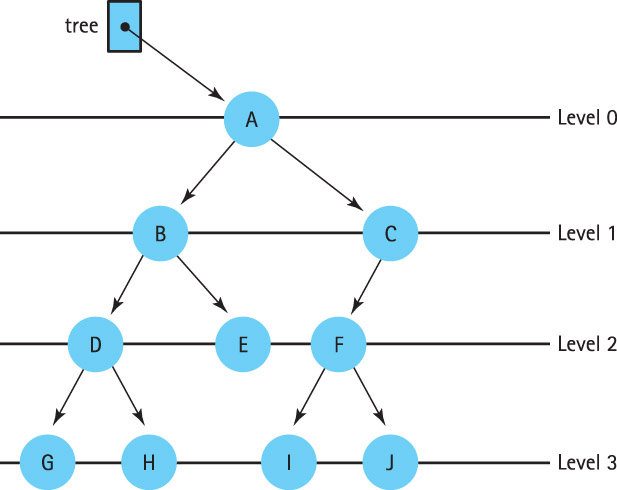 tree
A Level 0
B C Level 1
D E F Level 2
G H I J Level 3